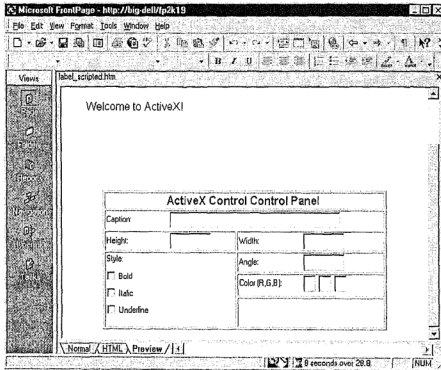 Microsoft FrontPage - http://big-dell/fp2k19
File Edit View Format Tools Window Help
B I U
Views
label_scripted.htm
Welcome to ActiveX!
ActiveX Control Control Panel
Caption:
Height:
Width:
Style:
Angle:
Bold
Color (R,G,B):
Italic
Underline
Normal HTML Preview
8 seconds over 28.8
NUM